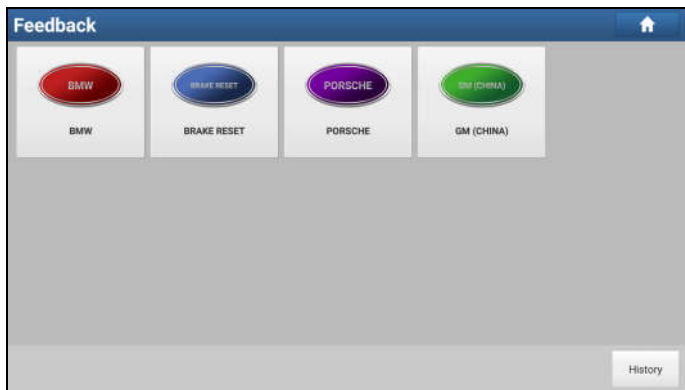 Feedback
BMW
BRAKE RESET
PORSCHE
GM (CHINA)
BMW
BRAKE RESET
PORSCHE
GM (CHINA)
History